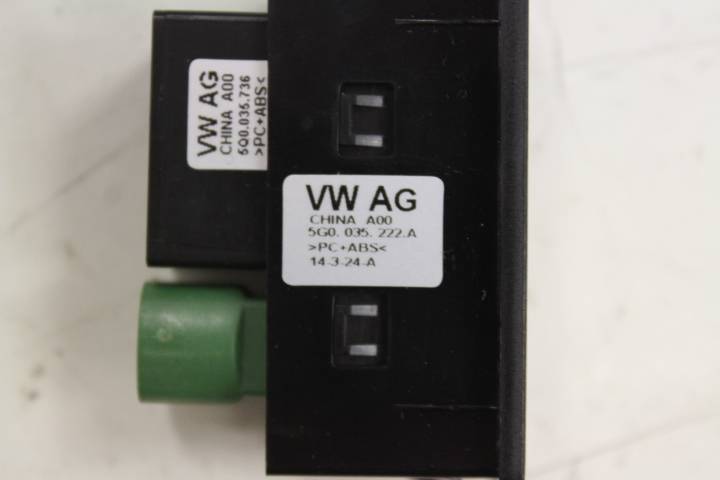 VW AG
CHINA A00
5Q0.035.736
>PC+ABS<
VW AG
CHINA A00
5G0. 035. 222.A
>PC+ABS<
14-3-24-A